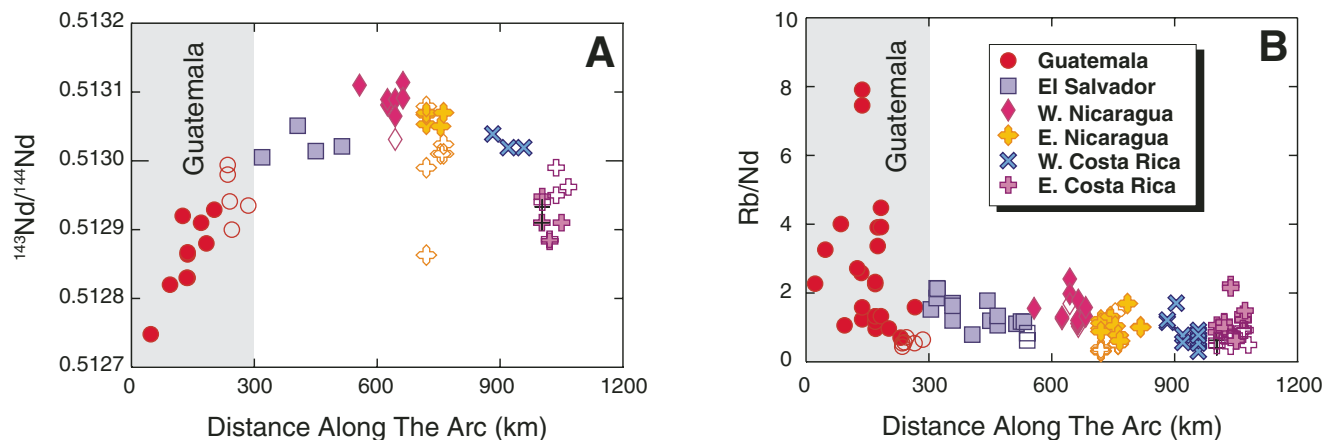 0.5132
0.5131
0.5130
0.5129
0.5128
0.5127
143Nd/144Nd
Guatemala
A
0 300 600 900 1200
Distance Along The Arc (km)
10
8
6
4
2
0
Rb/Nd
Guatemala
B
Guatemala
El Salvador
W. Nicaragua
E. Nicaragua
W. Costa Rica
E. Costa Rica
0 300 600 900 1200
Distance Along The Arc (km)